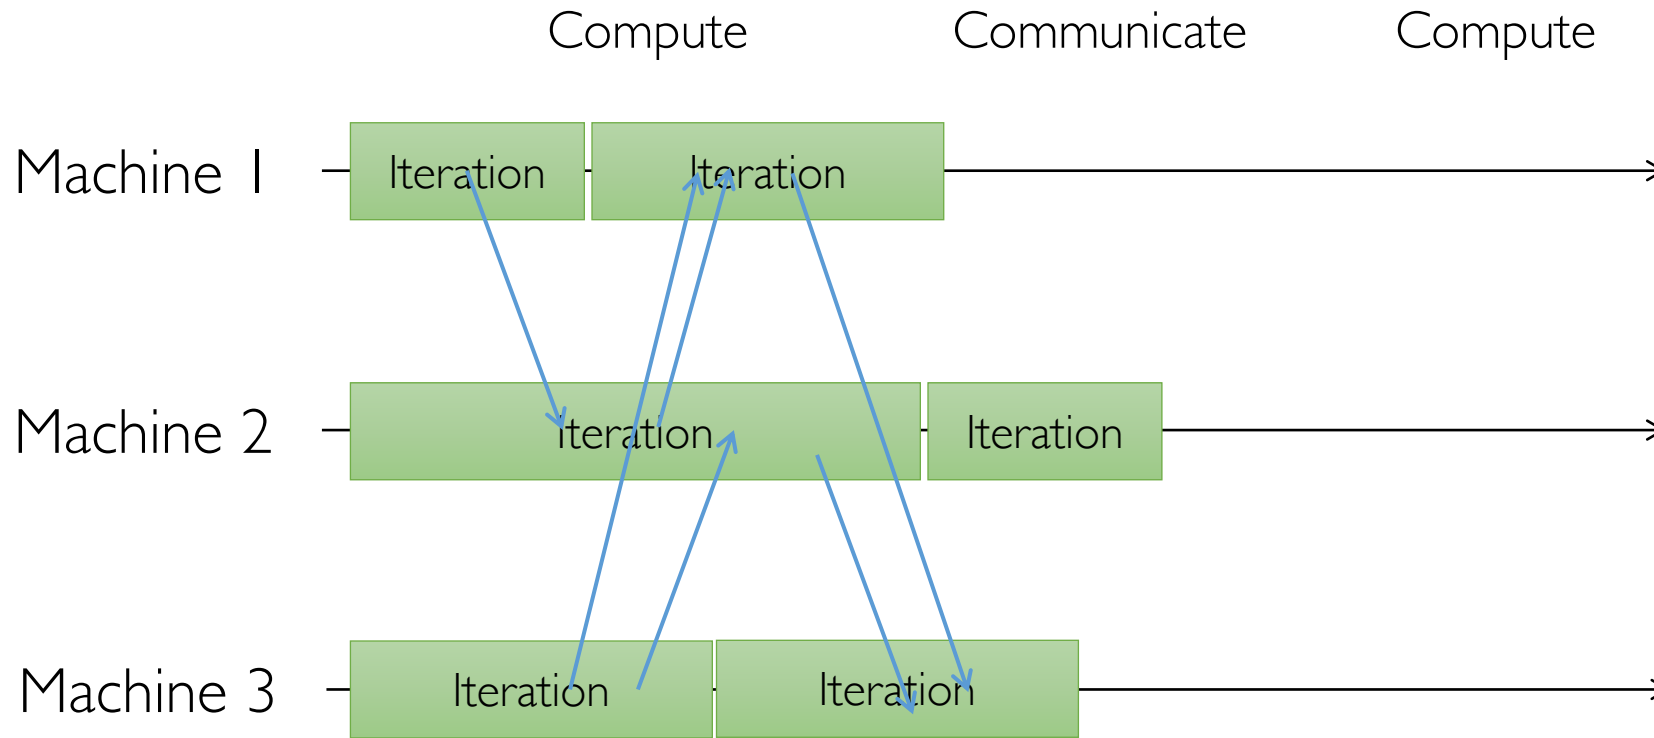 Compute Communicate Compute
Machine 1 Iteration Iteration
Machine 2 Iteration Iteration
Machine 3 Iteration Iteration